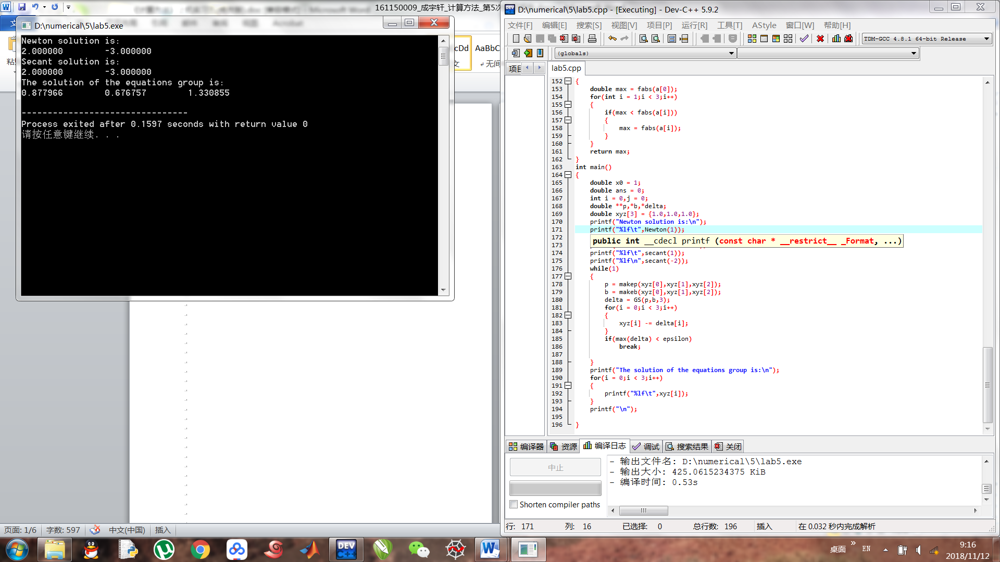 161150009_成宇轩_计算方法_第5次
D:\numerical\5\lab5.exe
Newton solution is:
2.000000 -3.000000
Secant solution is:
2.000000 -3.000000
The solution of the equations group is:
0.877966 0.676757 1.330855
--------------------------------
Process exited after 0.1597 seconds with return value 0
请按任意键继续. . .
AaBbC
无间
页面: 1/6 字数: 597 中文(中国) 插入
D:\numerical\5\lab5.cpp - [Executing] - Dev-C++ 5.9.2
文件[F] 编辑[E] 搜索[S] 视图[V] 项目[P] 运行[R] 工具[T] AStyle 窗口[W] 帮助[H]
TDM-GCC 4.8.1 64-bit Release
(globals)
项目 lab5.cpp
152 {
153 double max = fabs(a[0]);
154 for(int i = 1;i < 3;i++)
155 {
156 if(max < fabs(a[i]))
157 {
158 max = fabs(a[i]);
159 }
160 }
161 return max;
162 }
163 int main()
164 {
165 double x0 = 1;
166 double ans = 0;
167 int i = 0,j = 0;
168 double **p,*b,*delta;
169 double xyz[3] = {1.0,1.0,1.0};
170 printf("Newton solution is:\n");
171 printf("%lf\t",Newton(1));
172
public int __cdecl printf (const char * __restrict__ _Format, ...)
173
174 printf("%lf\t",secant(1));
175 printf("%lf\n",secant(-2));
176 while(1)
177 {
178 p = makep(xyz[0],xyz[1],xyz[2]);
179 b = makeb(xyz[0],xyz[1],xyz[2]);
180 delta = GS(p,b,3);
181 for(i = 0;i < 3;i++)
182 {
183 xyz[i] -= delta[i];
184 }
185 if(max(delta) < epsilon)
186 break;
187
188 }
189 printf("The solution of the equations group is:\n");
190 for(i = 0;i < 3;i++)
191 {
192 printf("%lf\t",xyz[i]);
193 }
194 printf("\n");
195
196 }
编译器 资源 编译日志 调试 搜索结果 关闭
中止
Shorten compiler paths
- 输出文件名: D:\numerical\5\lab5.exe
- 输出大小: 425.0615234375 KiB
- 编译时间: 0.53s
行: 171 列: 16 已选择: 0 总行数: 196 插入 在 0.032 秒内完成解析
桌面 EN
9:16
2018/11/12